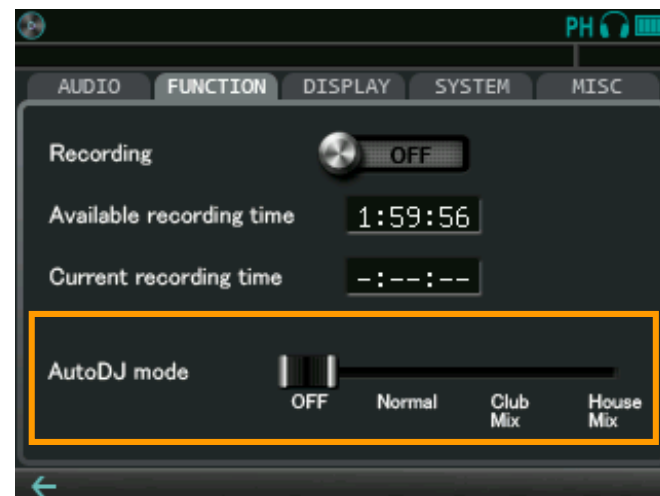 PH
AUDIO FUNCTION DISPLAY SYSTEM MISC
Recording OFF
Available recording time 1:59:56
Current recording time -:--:--
AutoDJ mode
OFF Normal Club Mix House Mix